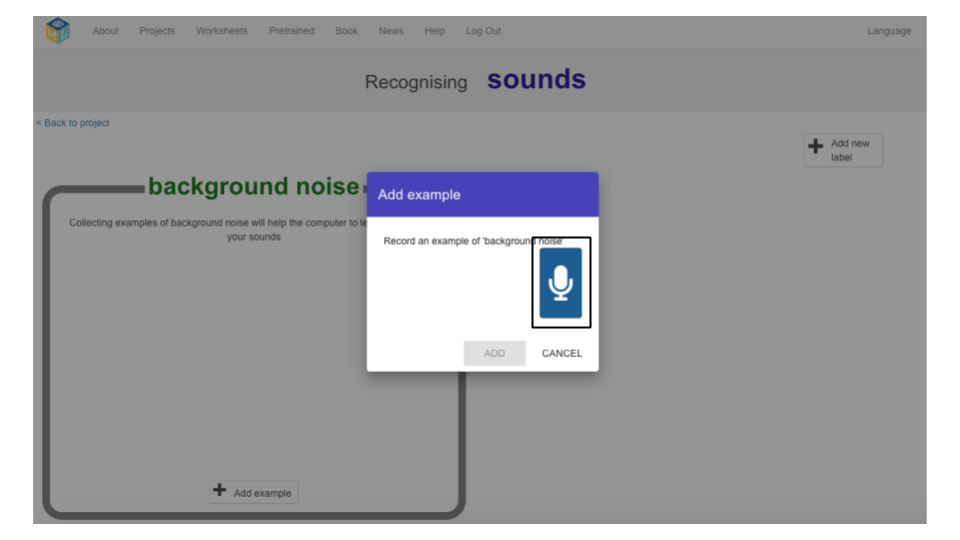 About Projects Worksheets Pretrained Book News Help Log Out Language
Recognising sounds
< Back to project
Add new
label
background noise
Collecting examples of background noise will help the computer to
your sounds
Add example
Record an example of 'background noise'
ADD CANCEL
Add example